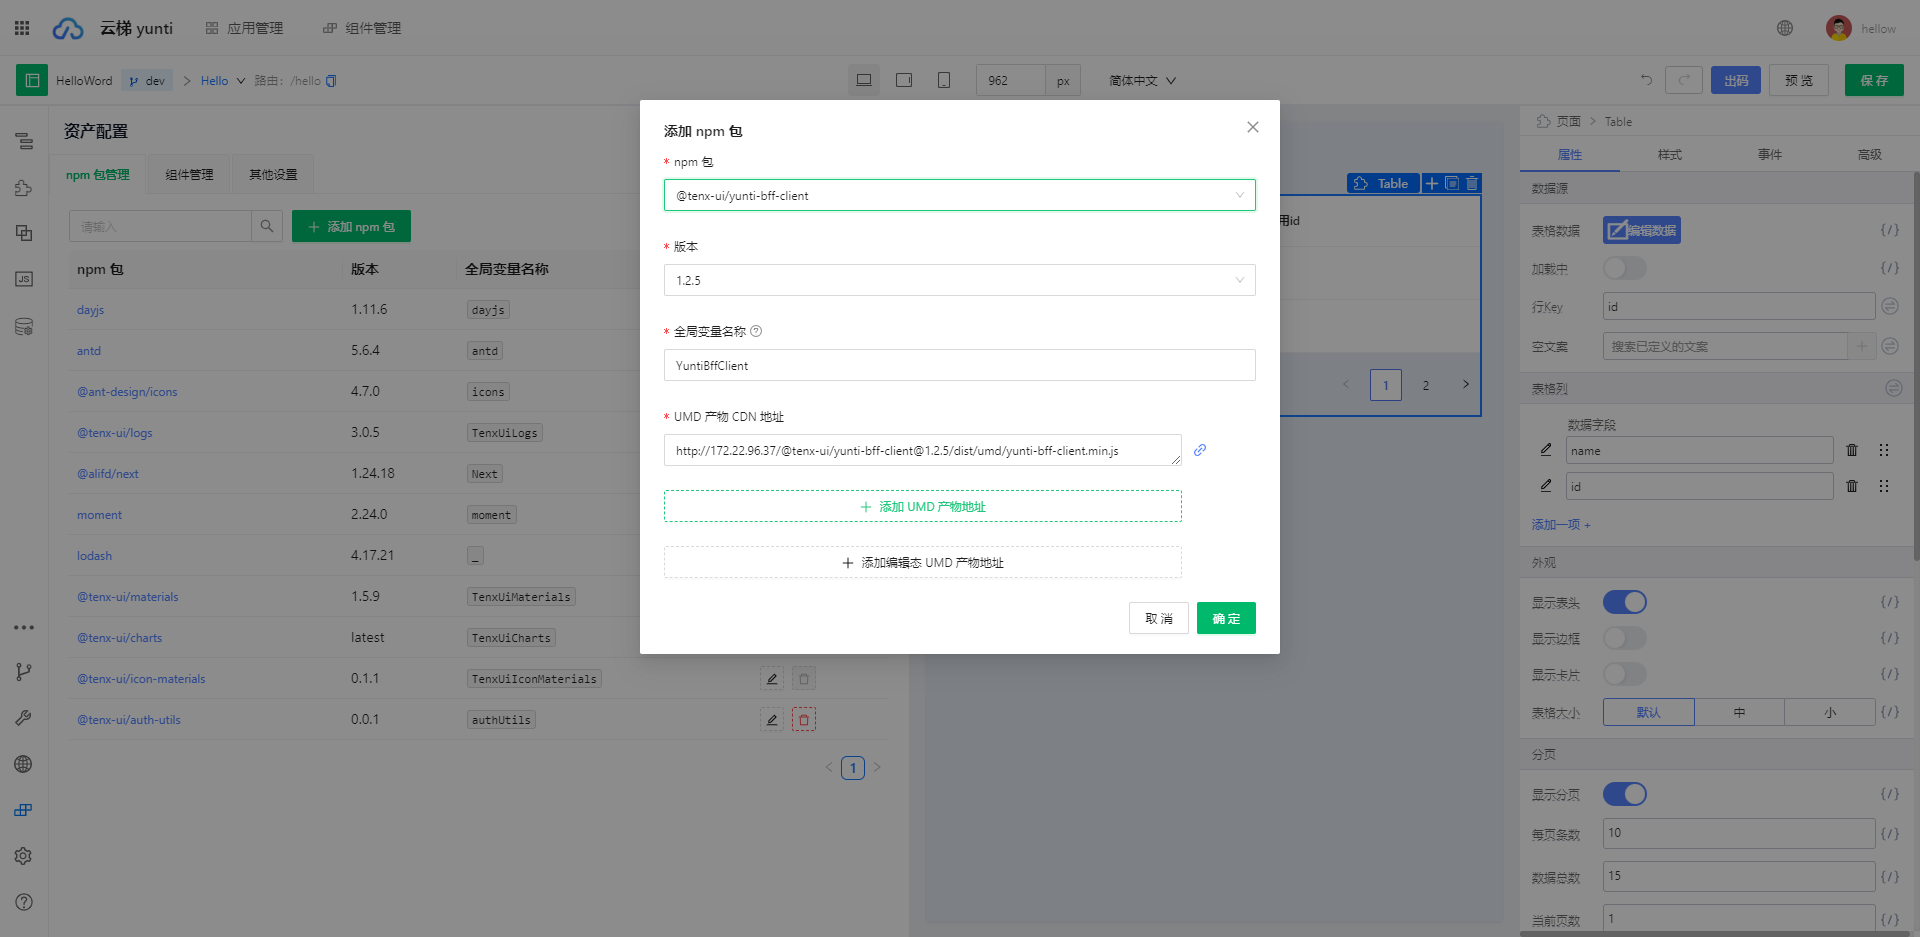 云梯 yunti
应用管理
组件管理
hellow
HelloWord
dev
Hello
路由: /hello
962
px
简体中文
出码
预 览
保 存
资产配置
npm 包管理
组件管理
其他设置
请输入
添加 npm 包
npm 包
版本
全局变量名称
dayjs
1.11.6
dayjs
antd
5.6.4
antd
@ant-design/icons
4.7.0
icons
@tenx-ui/logs
3.0.5
TenxUiLogs
@alifd/next
1.24.18
Next
moment
2.24.0
moment
lodash
4.17.21
_
@tenx-ui/materials
1.5.9
TenxUiMaterials
@tenx-ui/charts
latest
TenxUiCharts
@tenx-ui/icon-materials
0.1.1
TenxUiIconMaterials
@tenx-ui/auth-utils
0.0.1
authUtils
1
添加 npm 包
* npm 包
@tenx-ui/yunti-bff-client
* 版本
1.2.5
* 全局变量名称
YuntiBffClient
* UMD 产物 CDN 地址
http://172.22.96.37/@tenx-ui/yunti-bff-client@1.2.5/dist/umd/yunti-bff-client.min.js
添加 UMD 产物地址
添加编辑态 UMD 产物地址
取 消
确 定
Table
用id
1
2
页面
Table
属性
样式
事件
高级
数据源
表格数据
编辑数据
{/}
加载中
{/}
行Key
id
空文案
搜索已定义的文案
表格列
数据字段
name
id
添加一项 +
外观
显示表头
{/}
显示边框
{/}
显示卡片
{/}
表格大小
默认
中
小
{/}
分页
显示分页
{/}
每页条数
10
{/}
数据总数
15
{/}
当前页数
1
{/}
JS